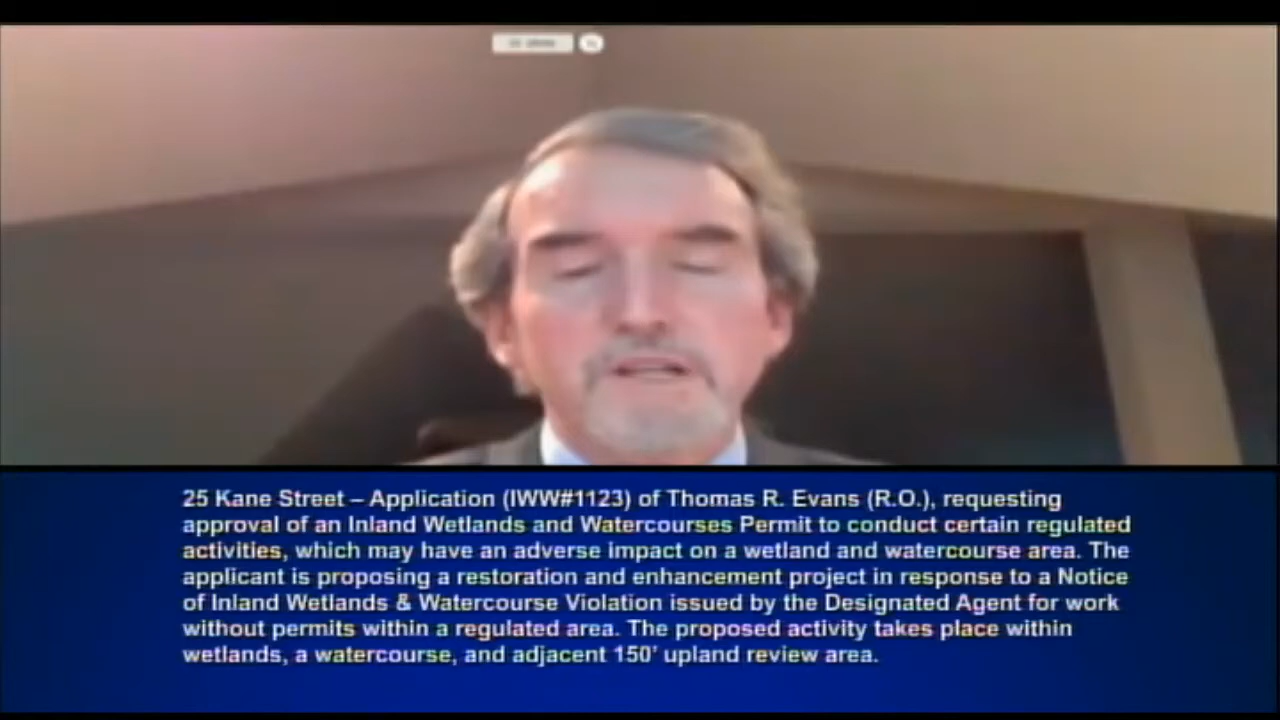 25 Kane Street – Application (IWW#1123) of Thomas R. Evans (R.O.), requesting
approval of an Inland Wetlands and Watercourses Permit to conduct certain regulated
activities, which may have an adverse impact on a wetland and watercourse area. The
applicant is proposing a restoration and enhancement project in response to a Notice
of Inland Wetlands & Watercourse Violation issued by the Designated Agent for work
without permits within a regulated area. The proposed activity takes place within
wetlands, a watercourse, and adjacent 150' upland review area.